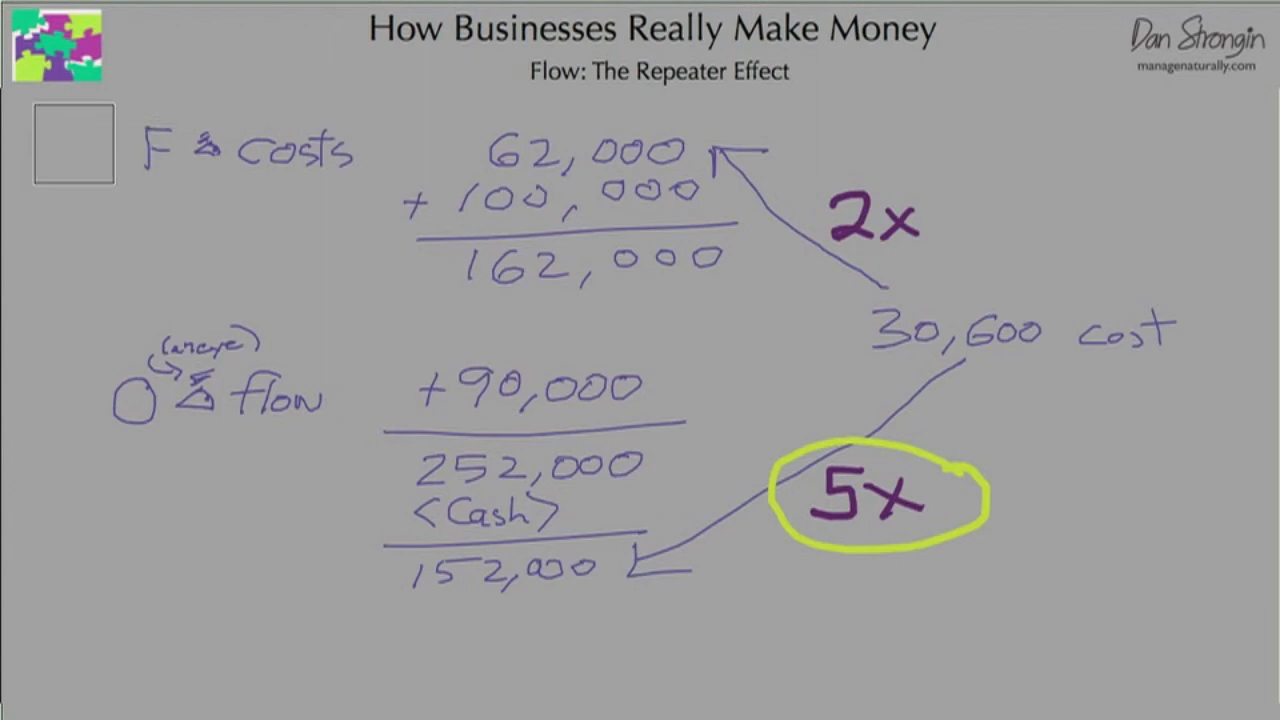 How Businesses Really Make Money
Flow: The Repeater Effect
Dan Strongin
managenaturally.com
F costs
62,000
+ 100,000
162,000
2x
30,600 cost
O flow
+90,000
252,000
<Cash>
5x
152,000